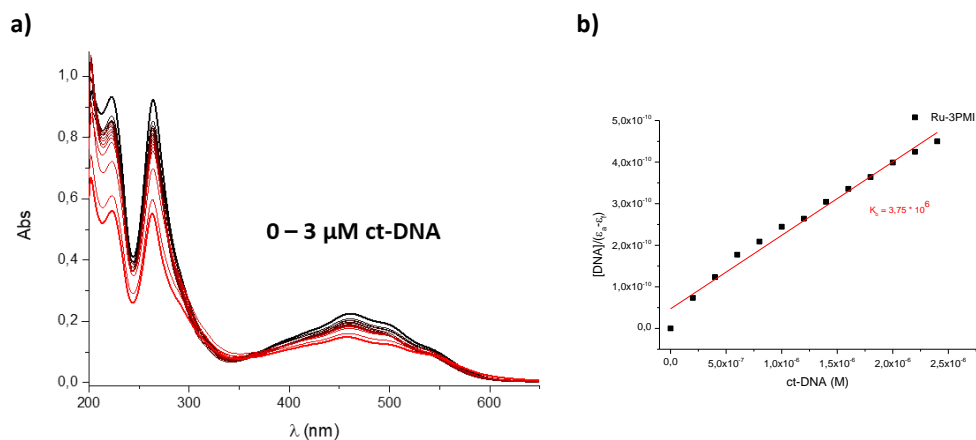 a)
b)
1,0
0,8
0,6
0,4
0,2
0,0
Abs
0 – 3 µM ct-DNA
200
300
400
500
600
λ (nm)
Ru-3PMI
5,0x10⁻¹⁰
4,0x10⁻¹⁰
3,0x10⁻¹⁰
2,0x10⁻¹⁰
1,0x10⁻¹⁰
0,0
[DNA]/(εₐ-εf)
K_b = 3,75 * 10⁶
0,0
5,0x10⁻⁷
1,0x10⁻⁶
1,5x10⁻⁶
2,0x10⁻⁶
2,5x10⁻⁶
ct-DNA (M)